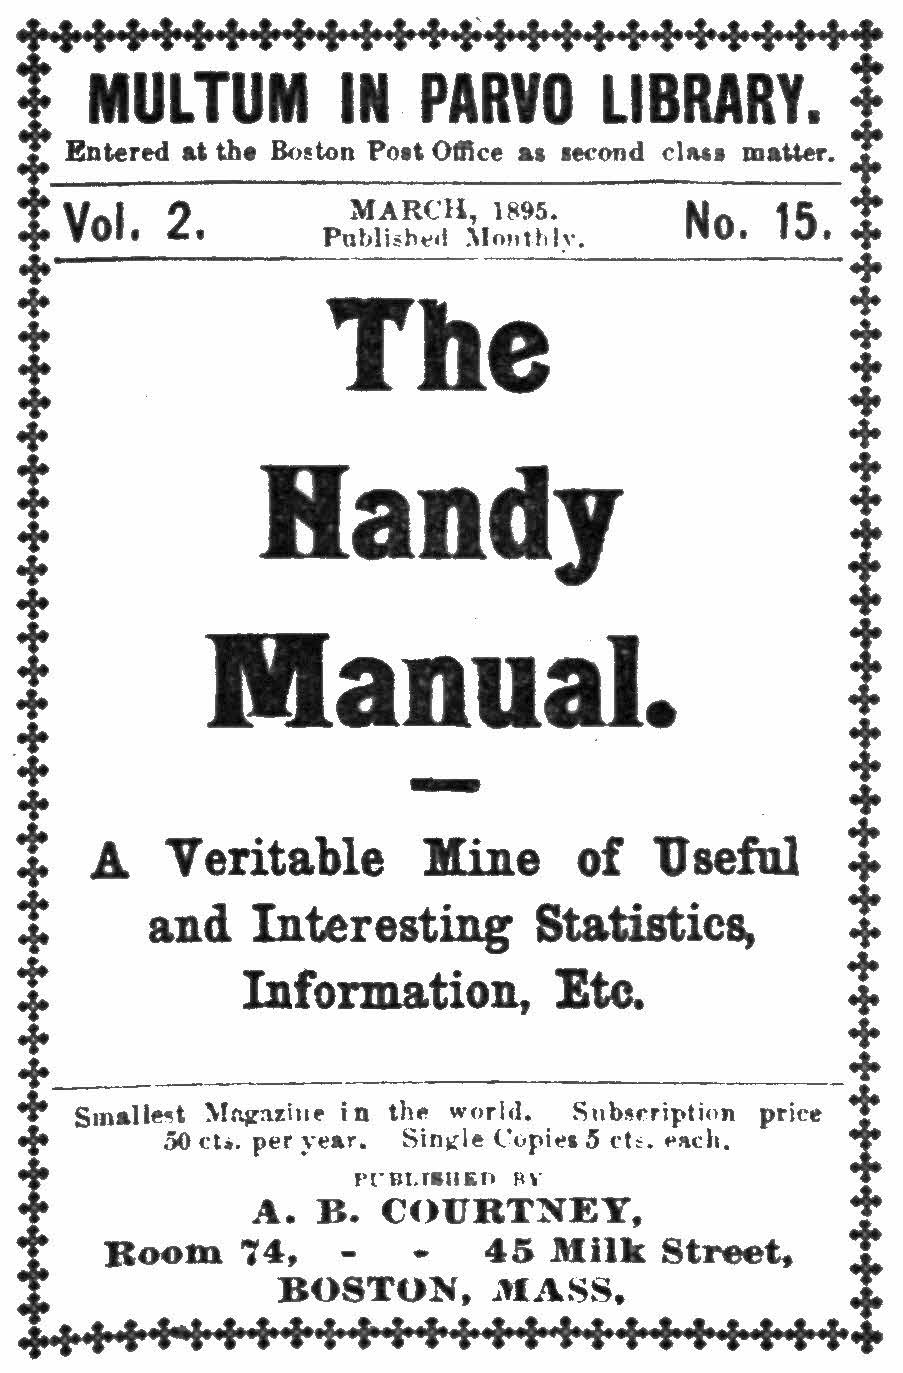 MULTUM IN PARVO LIBRARY.
Entered at the Boston Post Office as second class matter.
Vol. 2.
MARCH, 1895.
Published Monthly.
No. 15.
The
Handy
Manual.
A Veritable Mine of Useful
and Interesting Statistics,
Information, Etc.
Smallest Magazine in the world. Subscription price
50 cts. per year. Single Copies 5 cts. each.
PUBLISHED BY
A. B. COURTNEY,
Room 74, - - 45 Milk Street,
BOSTON, MASS.